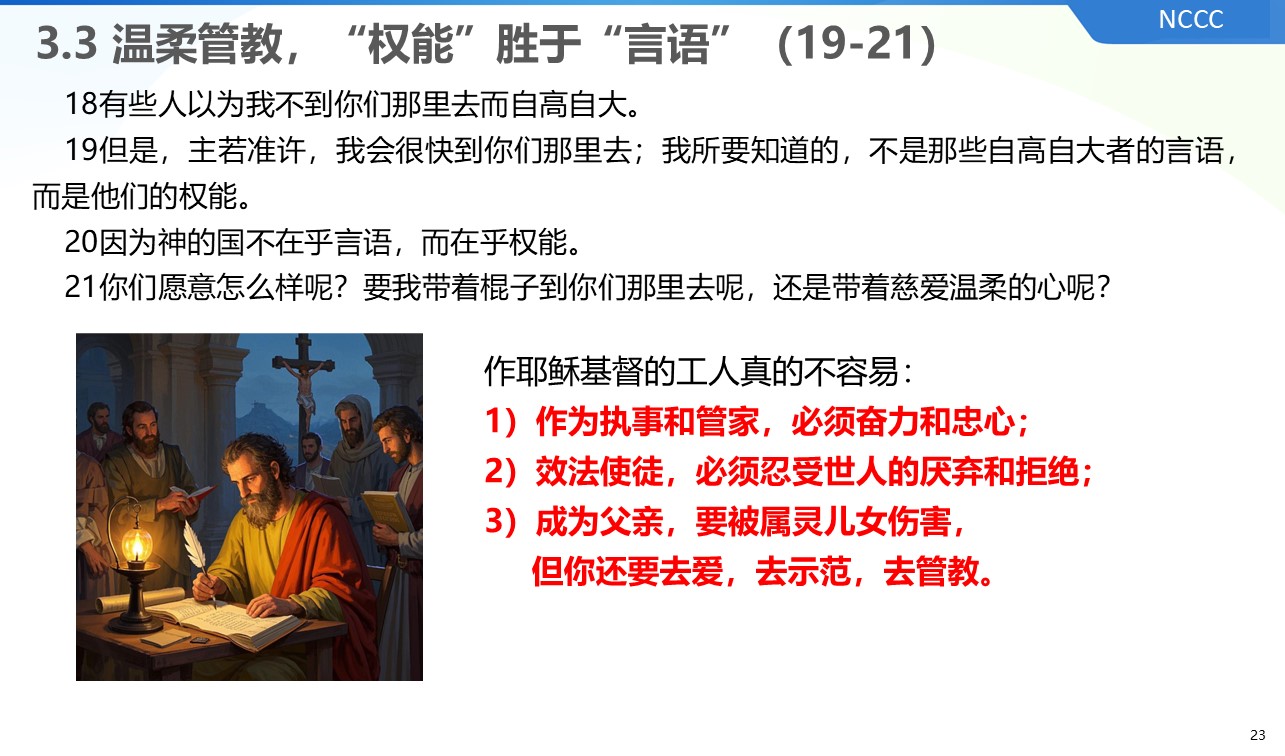 NCCC
3.3 温柔管教，“权能”胜于“言语”（19-21）
18有些人以为我不到你们那里去而自高自大。
19但是，主若准许，我会很快到你们那里去；我所要知道的，不是那些自高自大者的言语，
而是他们的权能。
20因为神的国不在乎言语，而在乎权能。
21你们愿意怎么样呢？要我带着棍子到你们那里去呢，还是带着慈爱温柔的心呢？
作耶稣基督的工人真的不容易：
1）作为执事和管家，必须奋力和忠心；
2）效法使徒，必须忍受世人的厌弃和拒绝；
3）成为父亲，要被属灵儿女伤害，
但你还要去爱，去示范，去管教。
23